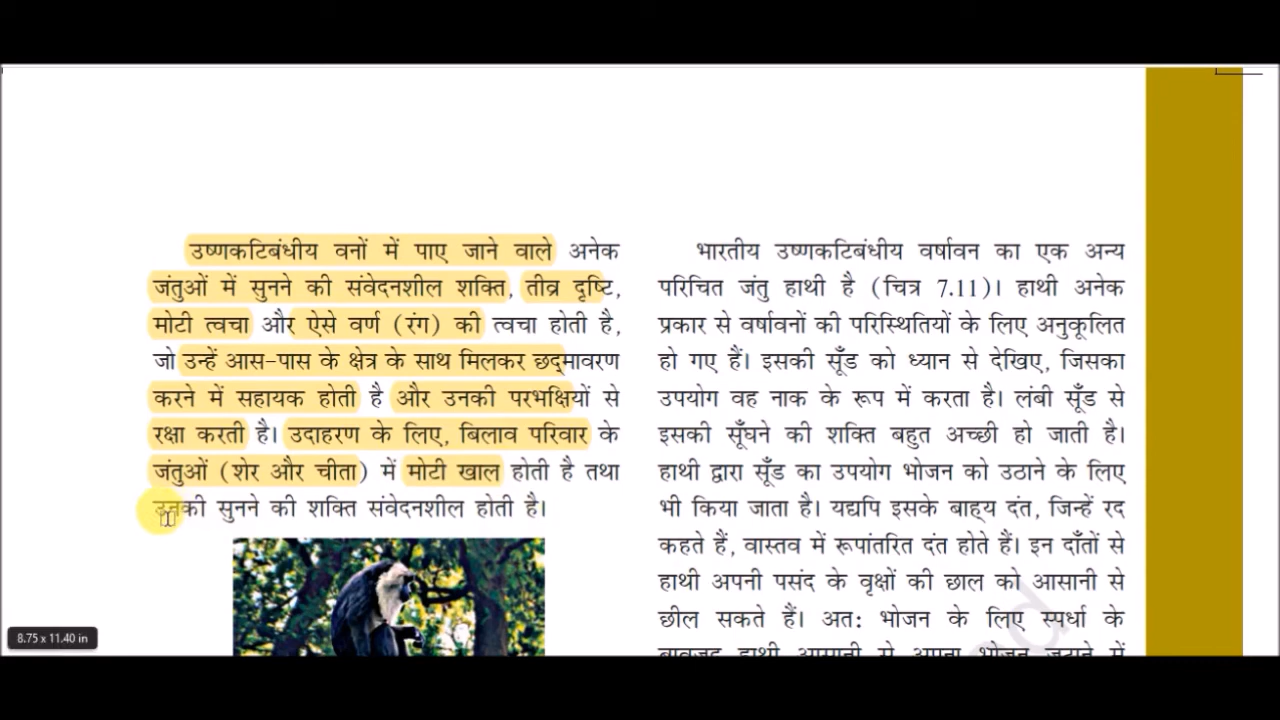 उष्णकटिबंधीय वनों में पाए जाने वाले अनेक
जंतुओं में सुनने की संवेदनशील शक्ति, तीव्र दृष्टि,
मोटी त्वचा और ऐसे वर्ण (रंग) की त्वचा होती है,
जो उन्हें आस-पास के क्षेत्र के साथ मिलकर छद्मावरण
करने में सहायक होती है और उनकी परभक्षियों से
रक्षा करती है। उदाहरण के लिए, बिलाव परिवार के
जंतुओं (शेर और चीता) में मोटी खाल होती है तथा
उनकी सुनने की शक्ति संवेदनशील होती है।
भारतीय उष्णकटिबंधीय वर्षावन का एक अन्य
परिचित जंतु हाथी है (चित्र 7.11)। हाथी अनेक
प्रकार से वर्षावनों की परिस्थितियों के लिए अनुकूलित
हो गए हैं। इसकी सूँड को ध्यान से देखिए, जिसका
उपयोग वह नाक के रूप में करता है। लंबी सूँड से
इसकी सूँघने की शक्ति बहुत अच्छी हो जाती है।
हाथी द्वारा सूँड का उपयोग भोजन को उठाने के लिए
भी किया जाता है। यद्यपि इसके बाह्य दंत, जिन्हें रद
कहते हैं, वास्तव में रूपांतरित दंत होते हैं। इन दाँतों से
हाथी अपनी पसंद के वृक्षों की छाल को आसानी से
छील सकते हैं। अत: भोजन के लिए स्पर्धा के
बावजूद हाथी आसानी से अपना भोजन जुटाने में
8.75 x 11.40 in